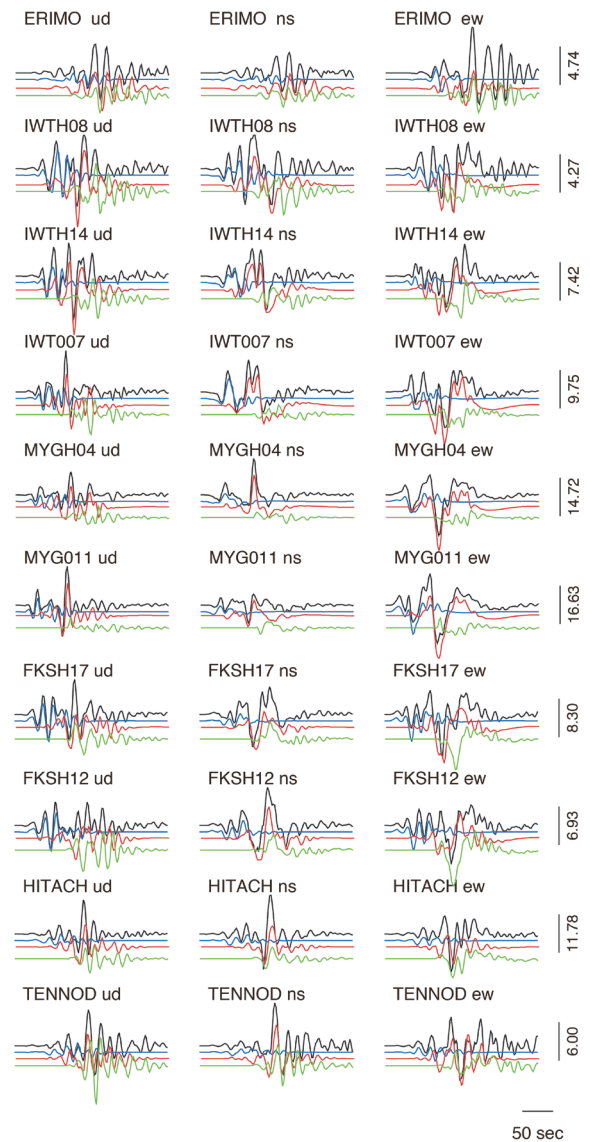 ERIMO ud ERIMO ns ERIMO ew
4.74
IWTH08 ud IWTH08 ns IWTH08 ew
4.27
IWTH14 ud IWTH14 ns IWTH14 ew
7.42
IWT007 ud IWT007 ns IWT007 ew
9.75
MYGH04 ud MYGH04 ns MYGH04 ew
14.72
MYG011 ud MYG011 ns MYG011 ew
16.63
FKSH17 ud FKSH17 ns FKSH17 ew
8.30
FKSH12 ud FKSH12 ns FKSH12 ew
6.93
HITACH ud HITACH ns HITACH ew
11.78
TENNOD ud TENNOD ns TENNOD ew
6.00
50 sec